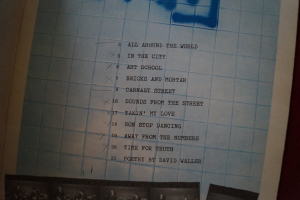 ALL AROUND THE WORLD
IN THE CITY
ART SCHOOL
BRICKS AND MORTAR
CARNABY STREET
SOUNDS FROM THE STREET
TAKIN' MY LOVE
NON STOP DANCING
AWAY FROM THE NUMBERS
TIME FOR TRUTH
POETRY BY DAVID WALLER